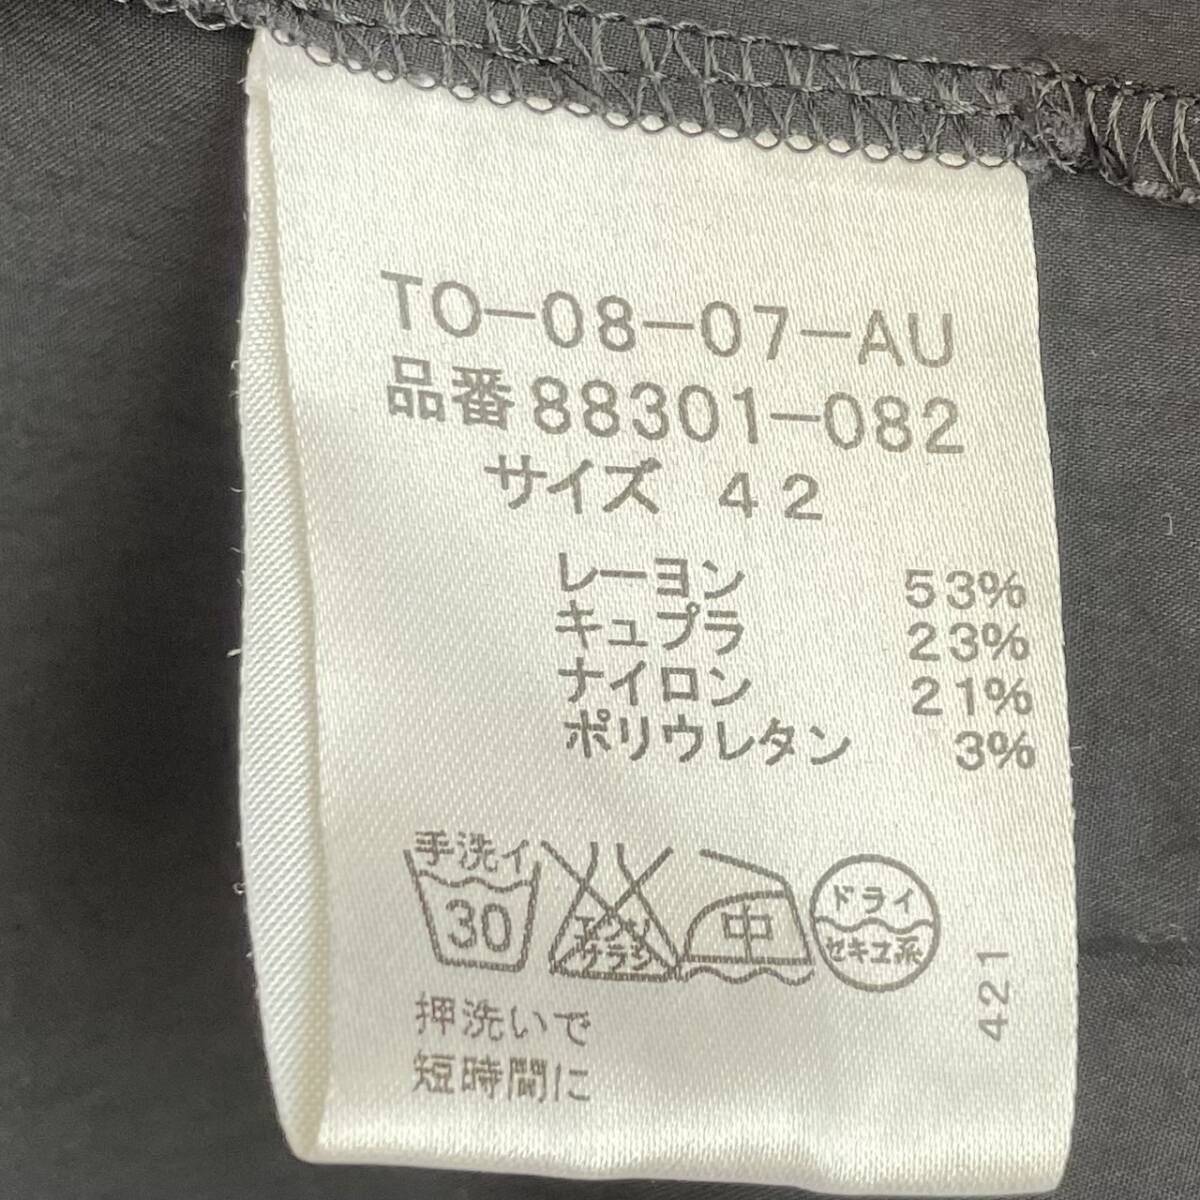 TO-08-07-AU
品番88301-082
サイズ 42
レーヨン 53%
キュプラ 23%
ナイロン 21%
ポリウレタン 3%
手洗イ
30
エンソ
サラシ
中
ドライ
セキユ系
押洗いで
短時間に
421